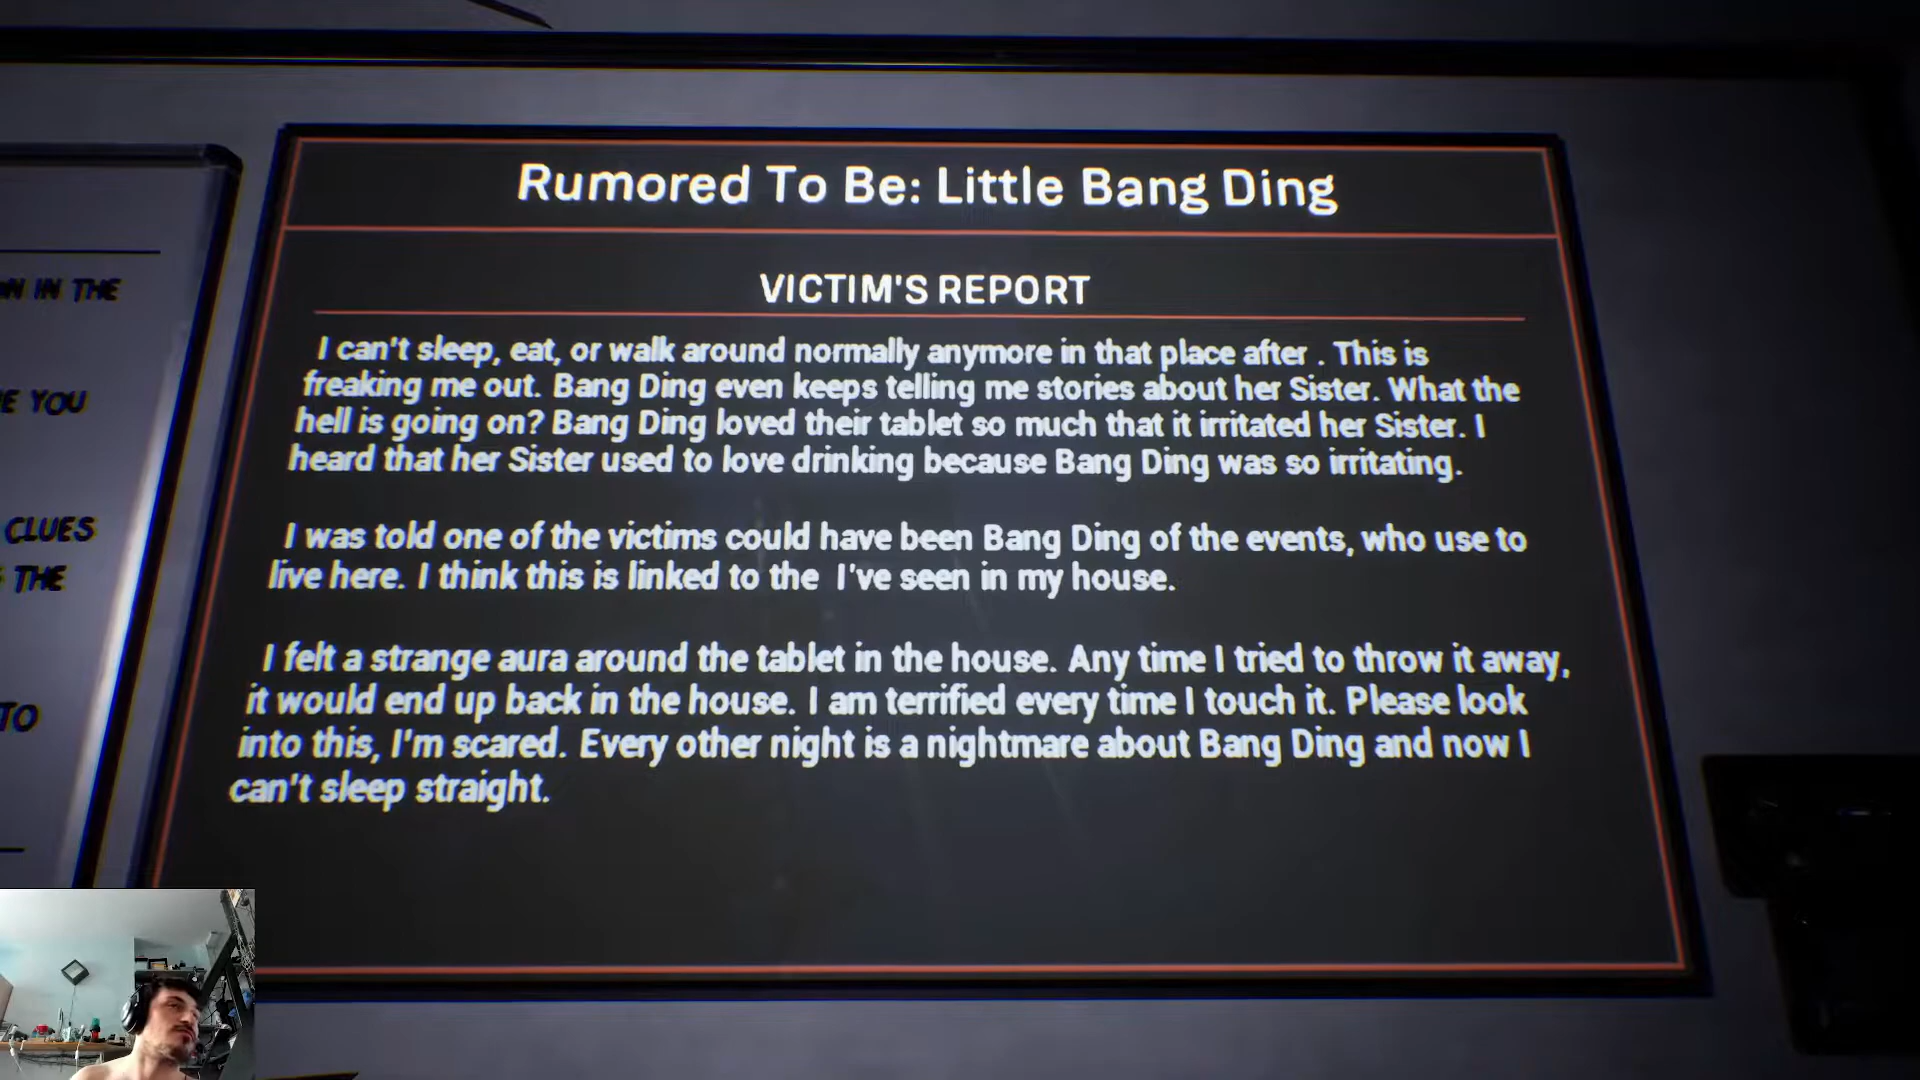 Rumored To Be: Little Bang Ding
VICTIM'S REPORT
I can't sleep, eat, or walk around normally anymore in that place after . This is
freaking me out. Bang Ding even keeps telling me stories about her Sister. What the
hell is going on? Bang Ding loved their tablet so much that it irritated her Sister. I
heard that her Sister used to love drinking because Bang Ding was so irritating.
I was told one of the victims could have been Bang Ding of the events, who use to
live here. I think this is linked to the I've seen in my house.
I felt a strange aura around the tablet in the house. Any time I tried to throw it away,
it would end up back in the house. I am terrified every time I touch it. Please look
into this, I'm scared. Every other night is a nightmare about Bang Ding and now I
can't sleep straight.
IN THE
YOU
CLUES
THE
TO